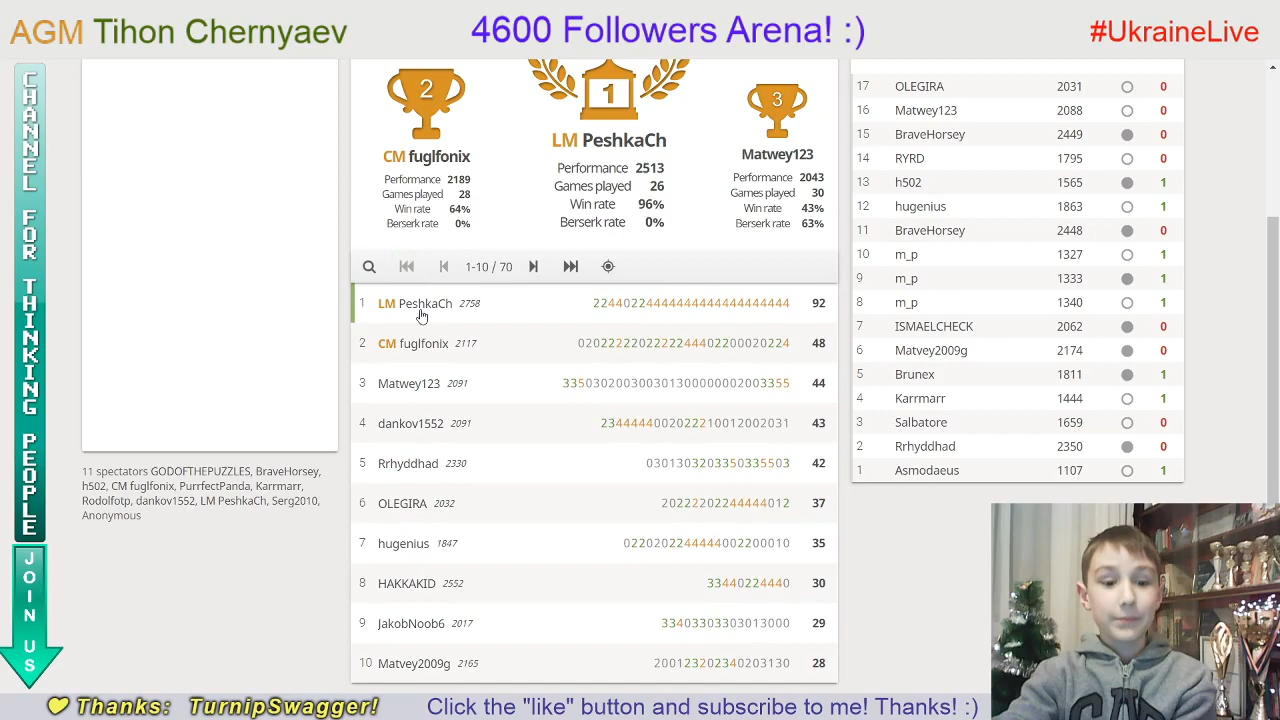 AGM Tihon Chernyaev
4600 Followers Arena! :)
#UkraineLive
CHANNEL FOR THINKING PEOPLE
JOIN US
2
CM fuglfonix
Performance 2189
Games played 28
Win rate 64%
Berserk rate 0%
1
LM PeshkaCh
Performance 2513
Games played 26
Win rate 96%
Berserk rate 0%
3
Matwey123
Performance 2043
Games played 30
Win rate 43%
Berserk rate 63%
1-10 / 70
1 LM PeshkaCh 2758 22440224444444444444444444 92
2 CM fuglfonix 2117 020222202222244402200020224 48
3 Matwey123 2091 335030200300301300000002003355 44
4 dankov1552 2091 2344444002022210012002031 43
5 Rrhyddhad 2330 0301303203350335503 42
6 OLEGIRA 2032 20222202244444012 37
7 hugenius 1847 0220202244444002200010 35
8 HAKKAKID 2552 33440224440 30
9 JakobNoob6 2017 33403303303013000 29
10 Matvey2009g 2165 200123202340203130 28
17 OLEGIRA 2031 0
16 Matwey123 2088 0
15 BraveHorsey 2449 0
14 RYRD 1795 0
13 h502 1565 1
12 hugenius 1863 1
11 BraveHorsey 2448 0
10 m_p 1327 1
9 m_p 1333 1
8 m_p 1340 1
7 ISMAELCHECK 2062 0
6 Matvey2009g 2174 0
5 Brunex 1811 1
4 Karrmarr 1444 1
3 Salbatore 1659 0
2 Rrhyddhad 2350 0
1 Asmodaeus 1107 1
11 spectators GODOFTHEPUZZLES, BraveHorsey,
h502, CM fuglfonix, PurrfectPanda, Karrmarr,
Rodolfotp, dankov1552, LM PeshkaCh, Serg2010,
Anonymous
Thanks: TurnipSwagger!
Click the "like" button and subscribe to me! Thanks! :)